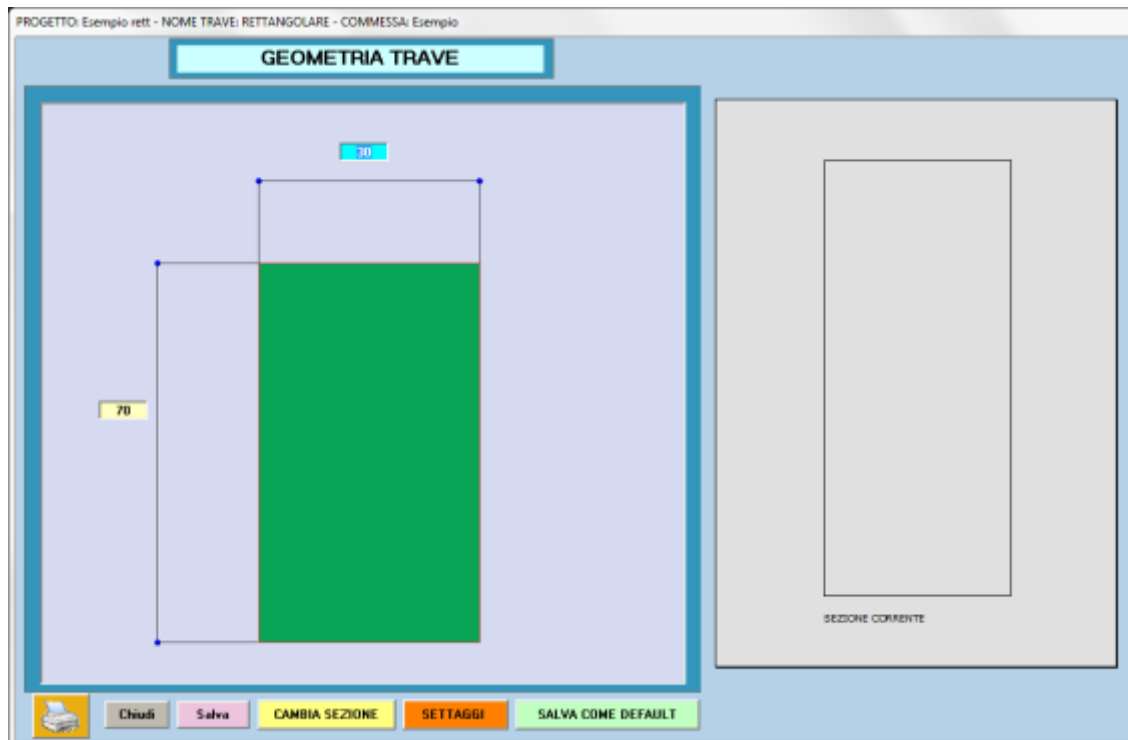 PROGETTO: Esempio rett - NOME TRAVE: RETTANGOLARE - COMMESSA: Esempio
GEOMETRIA TRAVE
30
70
SEZIONE CORRENTE
Chiudi Salva CAMBIA SEZIONE SETTAGGI SALVA COME DEFAULT